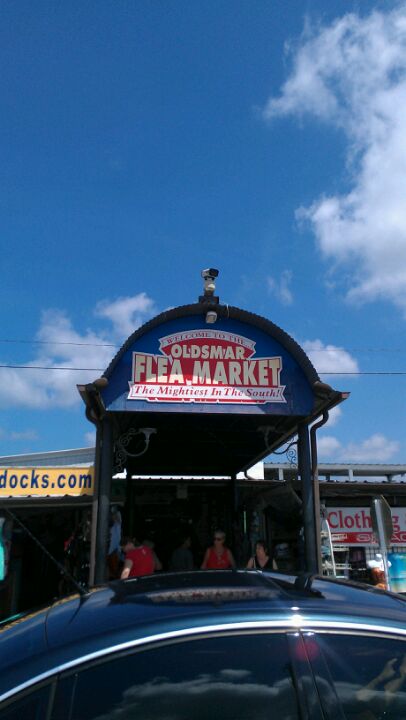 WELCOME TO THE
OLDSMAR
FLEA MARKET
The Mightiest In The South!
docks.com
Cloth